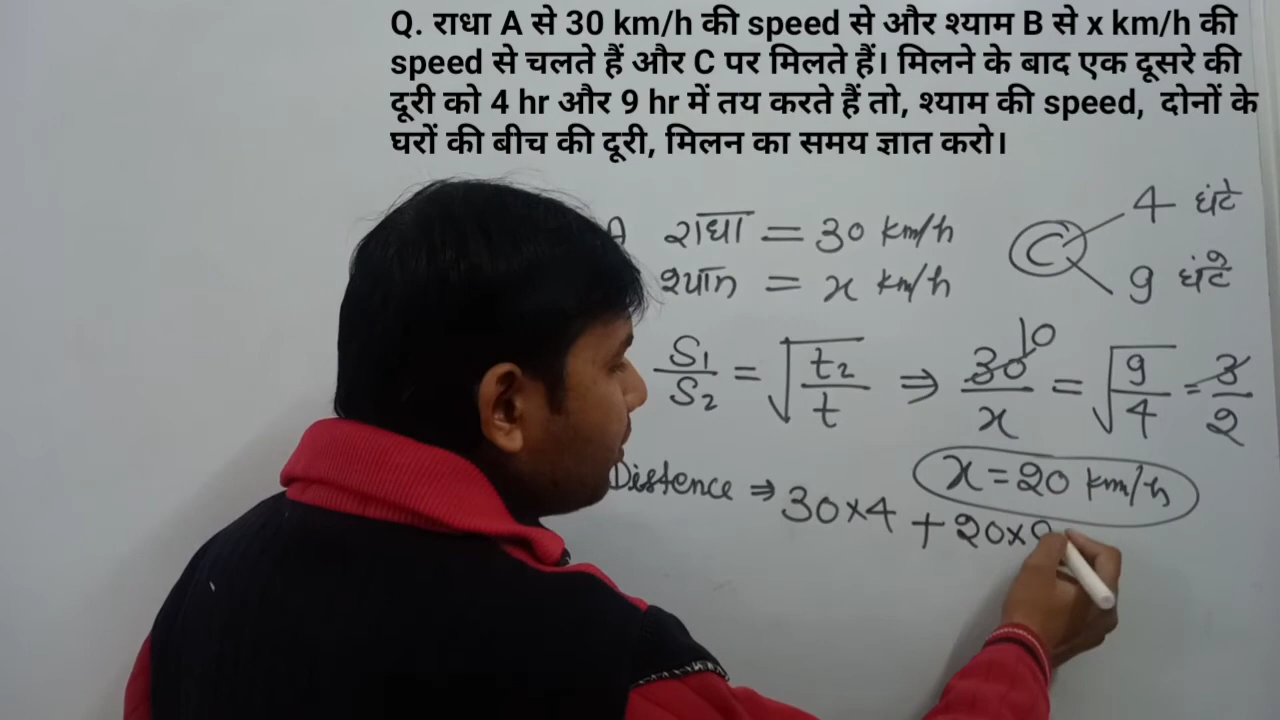 Q. राधा A से 30 km/h की speed से और श्याम B से x km/h की
speed से चलते हैं और C पर मिलते हैं। मिलने के बाद एक दूसरे की
दूरी को 4 hr और 9 hr में तय करते हैं तो, श्याम की speed, दोनों के
घरों की बीच की दूरी, मिलन का समय ज्ञात करो।
A राधा = 30 km/h
श्याम = x km/h
C 4 घंटे
9 घंटे
S₁/S₂ = √(t₂/t) ⇒ 30/x = √(9/4) = 3/2
10
x = 20 km/h
Distence ⇒ 30×4 + 20×9